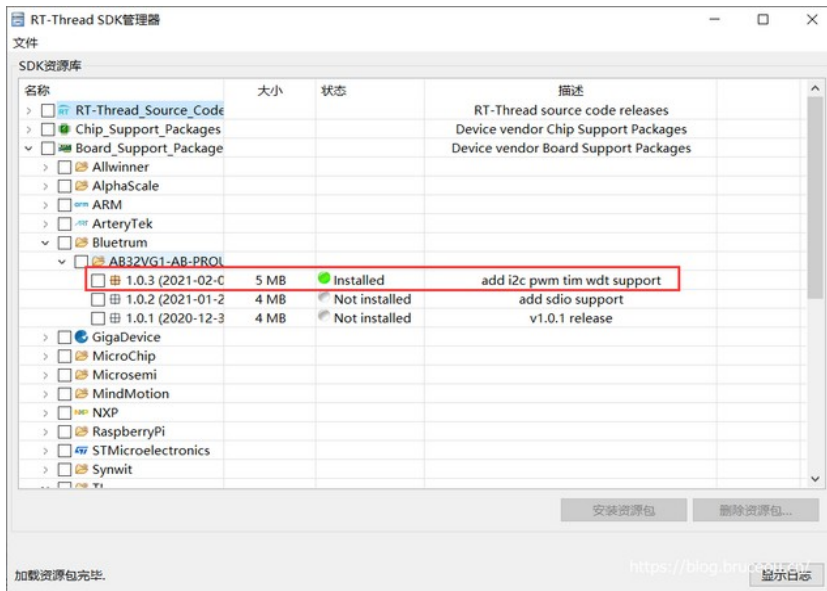 RT-Thread SDK管理器
文件
SDK资源库
名称 大小 状态 描述
RT-Thread_Source_Code RT-Thread source code releases
Chip_Support_Packages Device vendor Chip Support Packages
Board_Support_Package Device vendor Board Support Packages
Allwinner
AlphaScale
arm ARM
ArteryTek
Bluetrum
AB32VG1-AB-PROU
1.0.3 (2021-02-0 5 MB Installed add i2c pwm tim wdt support
1.0.2 (2021-01-2 4 MB Not installed add sdio support
1.0.1 (2020-12-3 4 MB Not installed v1.0.1 release
GigaDevice
MicroChip
Microsemi
MindMotion
NXP
RaspberryPi
STMicroelectronics
Synwit
TI
安装资源包 删除资源包...
加载资源包完毕.
显示日志